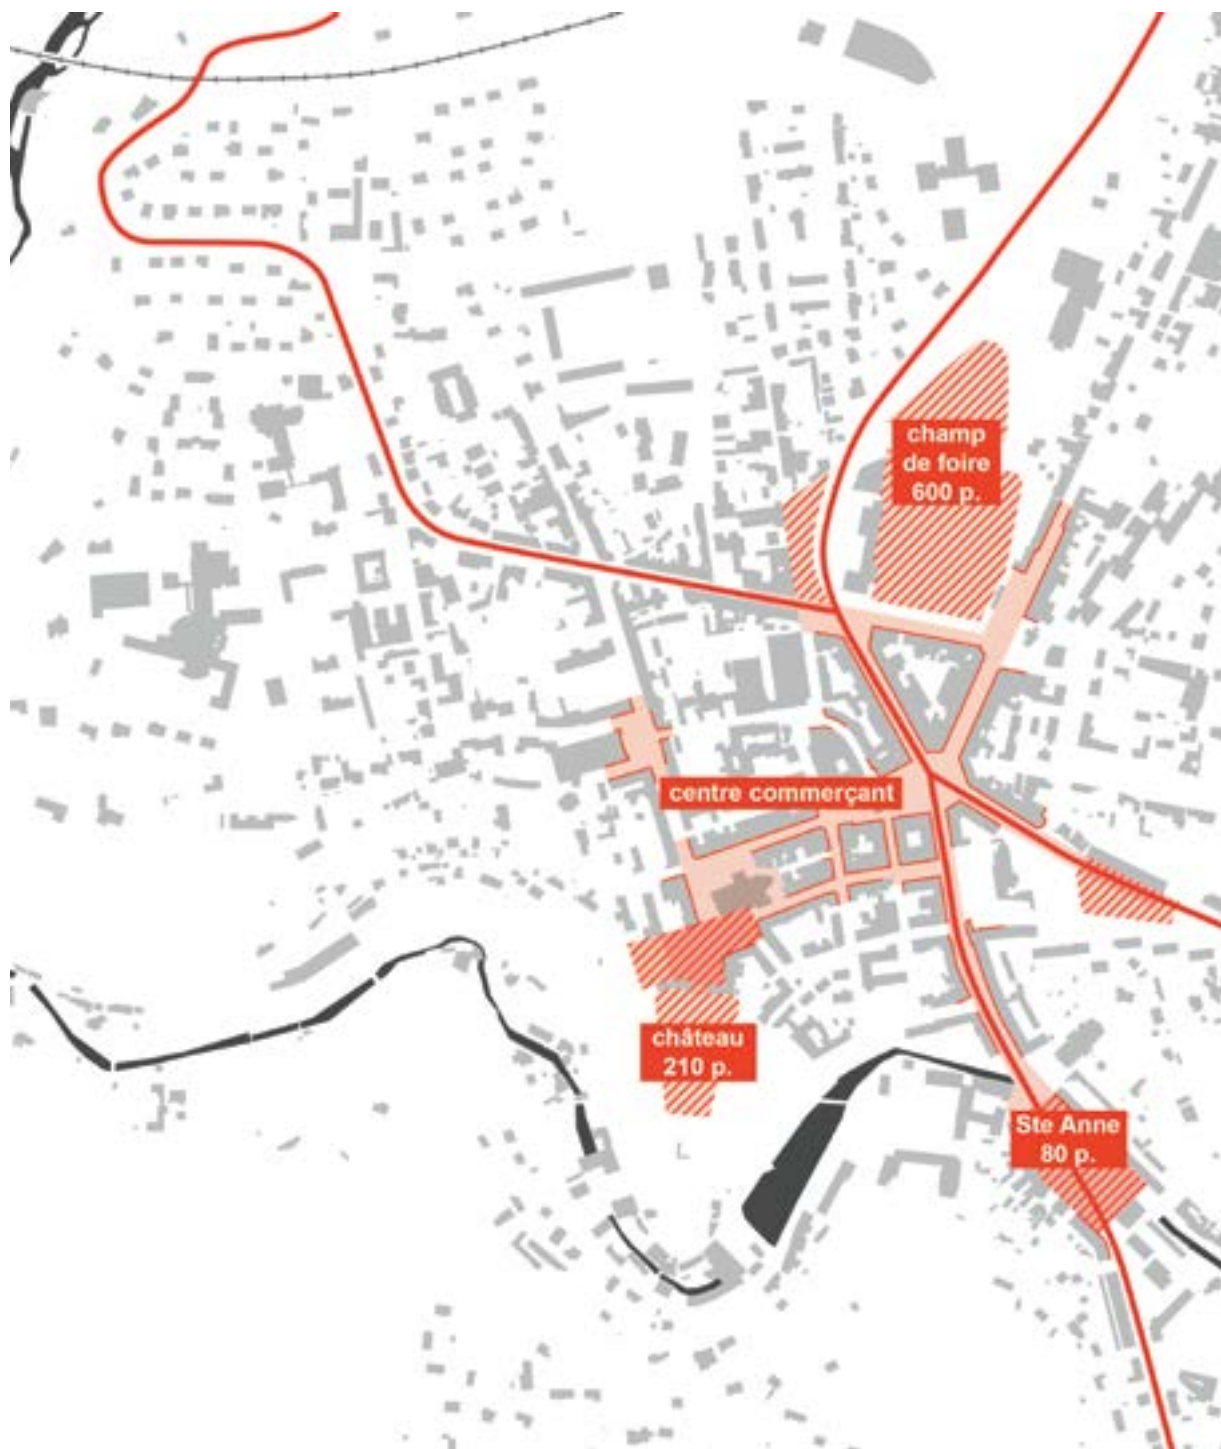 champ
de foire
600 p.
centre commerçant
château
210 p.
Ste Anne
80 p.